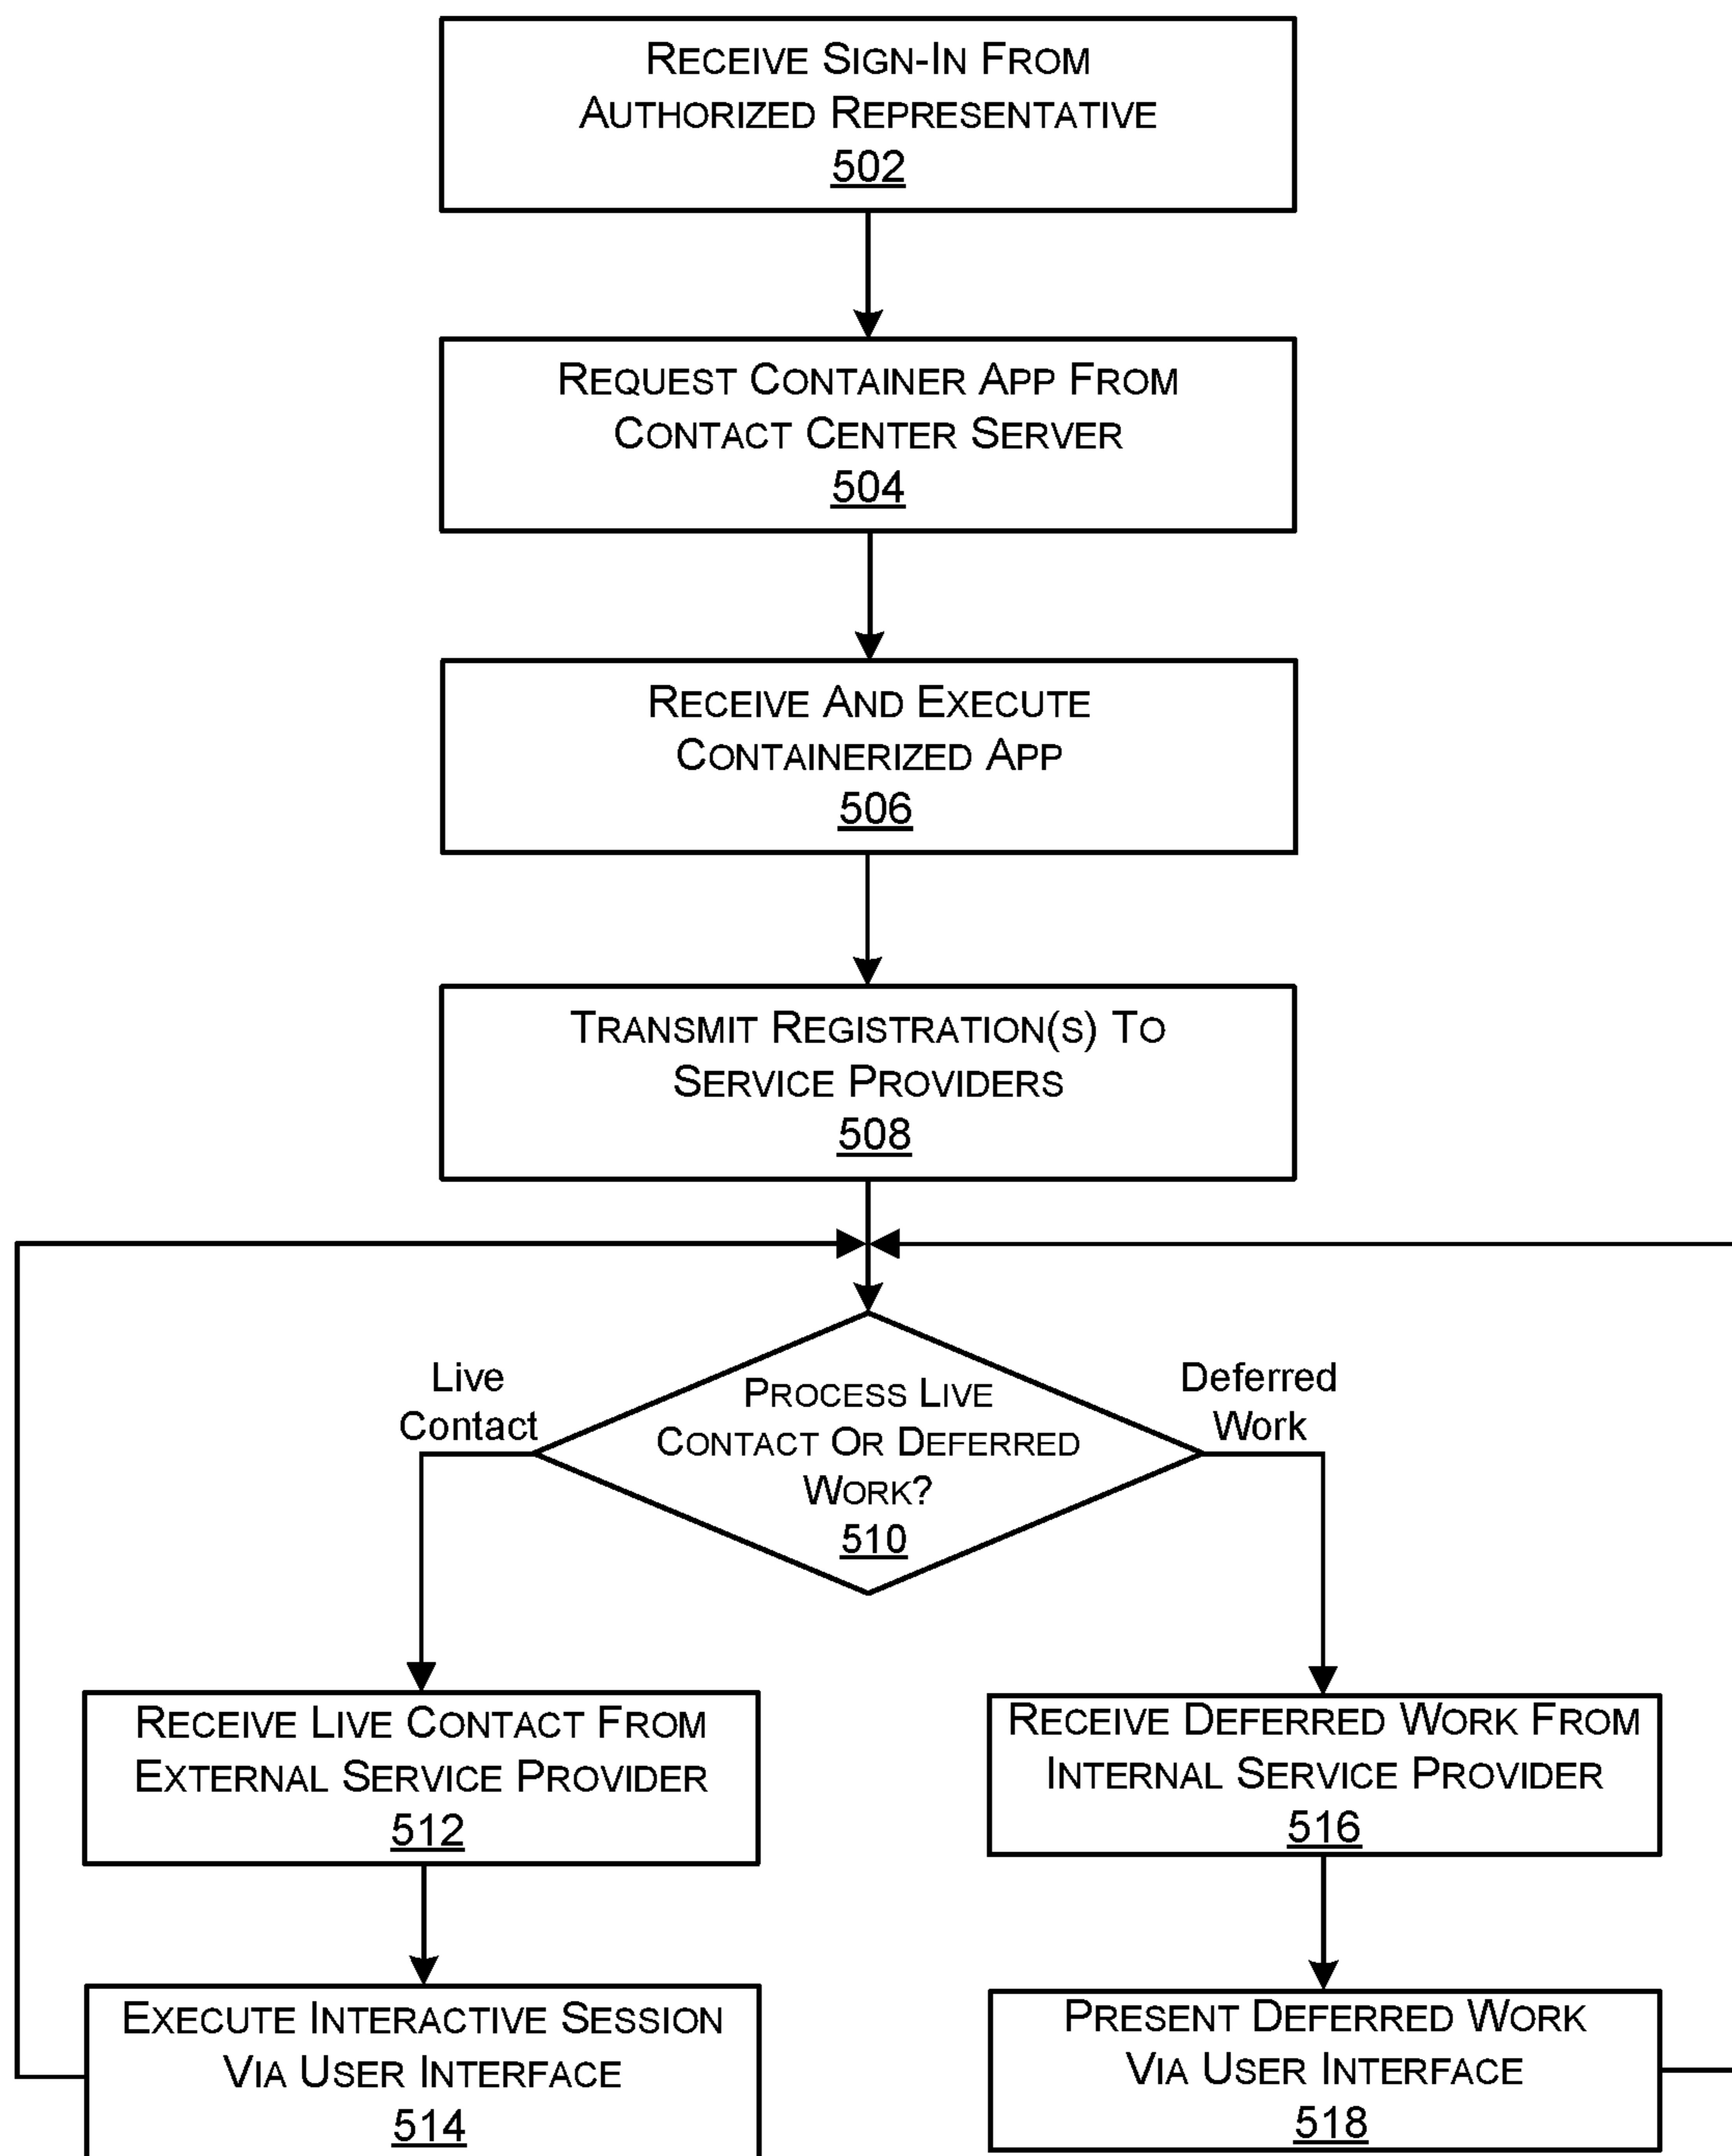 RECEIVE SIGN-IN FROM
AUTHORIZED REPRESENTATIVE
502
REQUEST CONTAINER APP FROM
CONTACT CENTER SERVER
504
RECEIVE AND EXECUTE
CONTAINERIZED APP
506
TRANSMIT REGISTRATION(S) TO
SERVICE PROVIDERS
508
Live
Contact
PROCESS LIVE
CONTACT OR DEFERRED
WORK?
510
Deferred
Work
RECEIVE LIVE CONTACT FROM
EXTERNAL SERVICE PROVIDER
512
RECEIVE DEFERRED WORK FROM
INTERNAL SERVICE PROVIDER
516
EXECUTE INTERACTIVE SESSION
VIA USER INTERFACE
514
PRESENT DEFERRED WORK
VIA USER INTERFACE
518